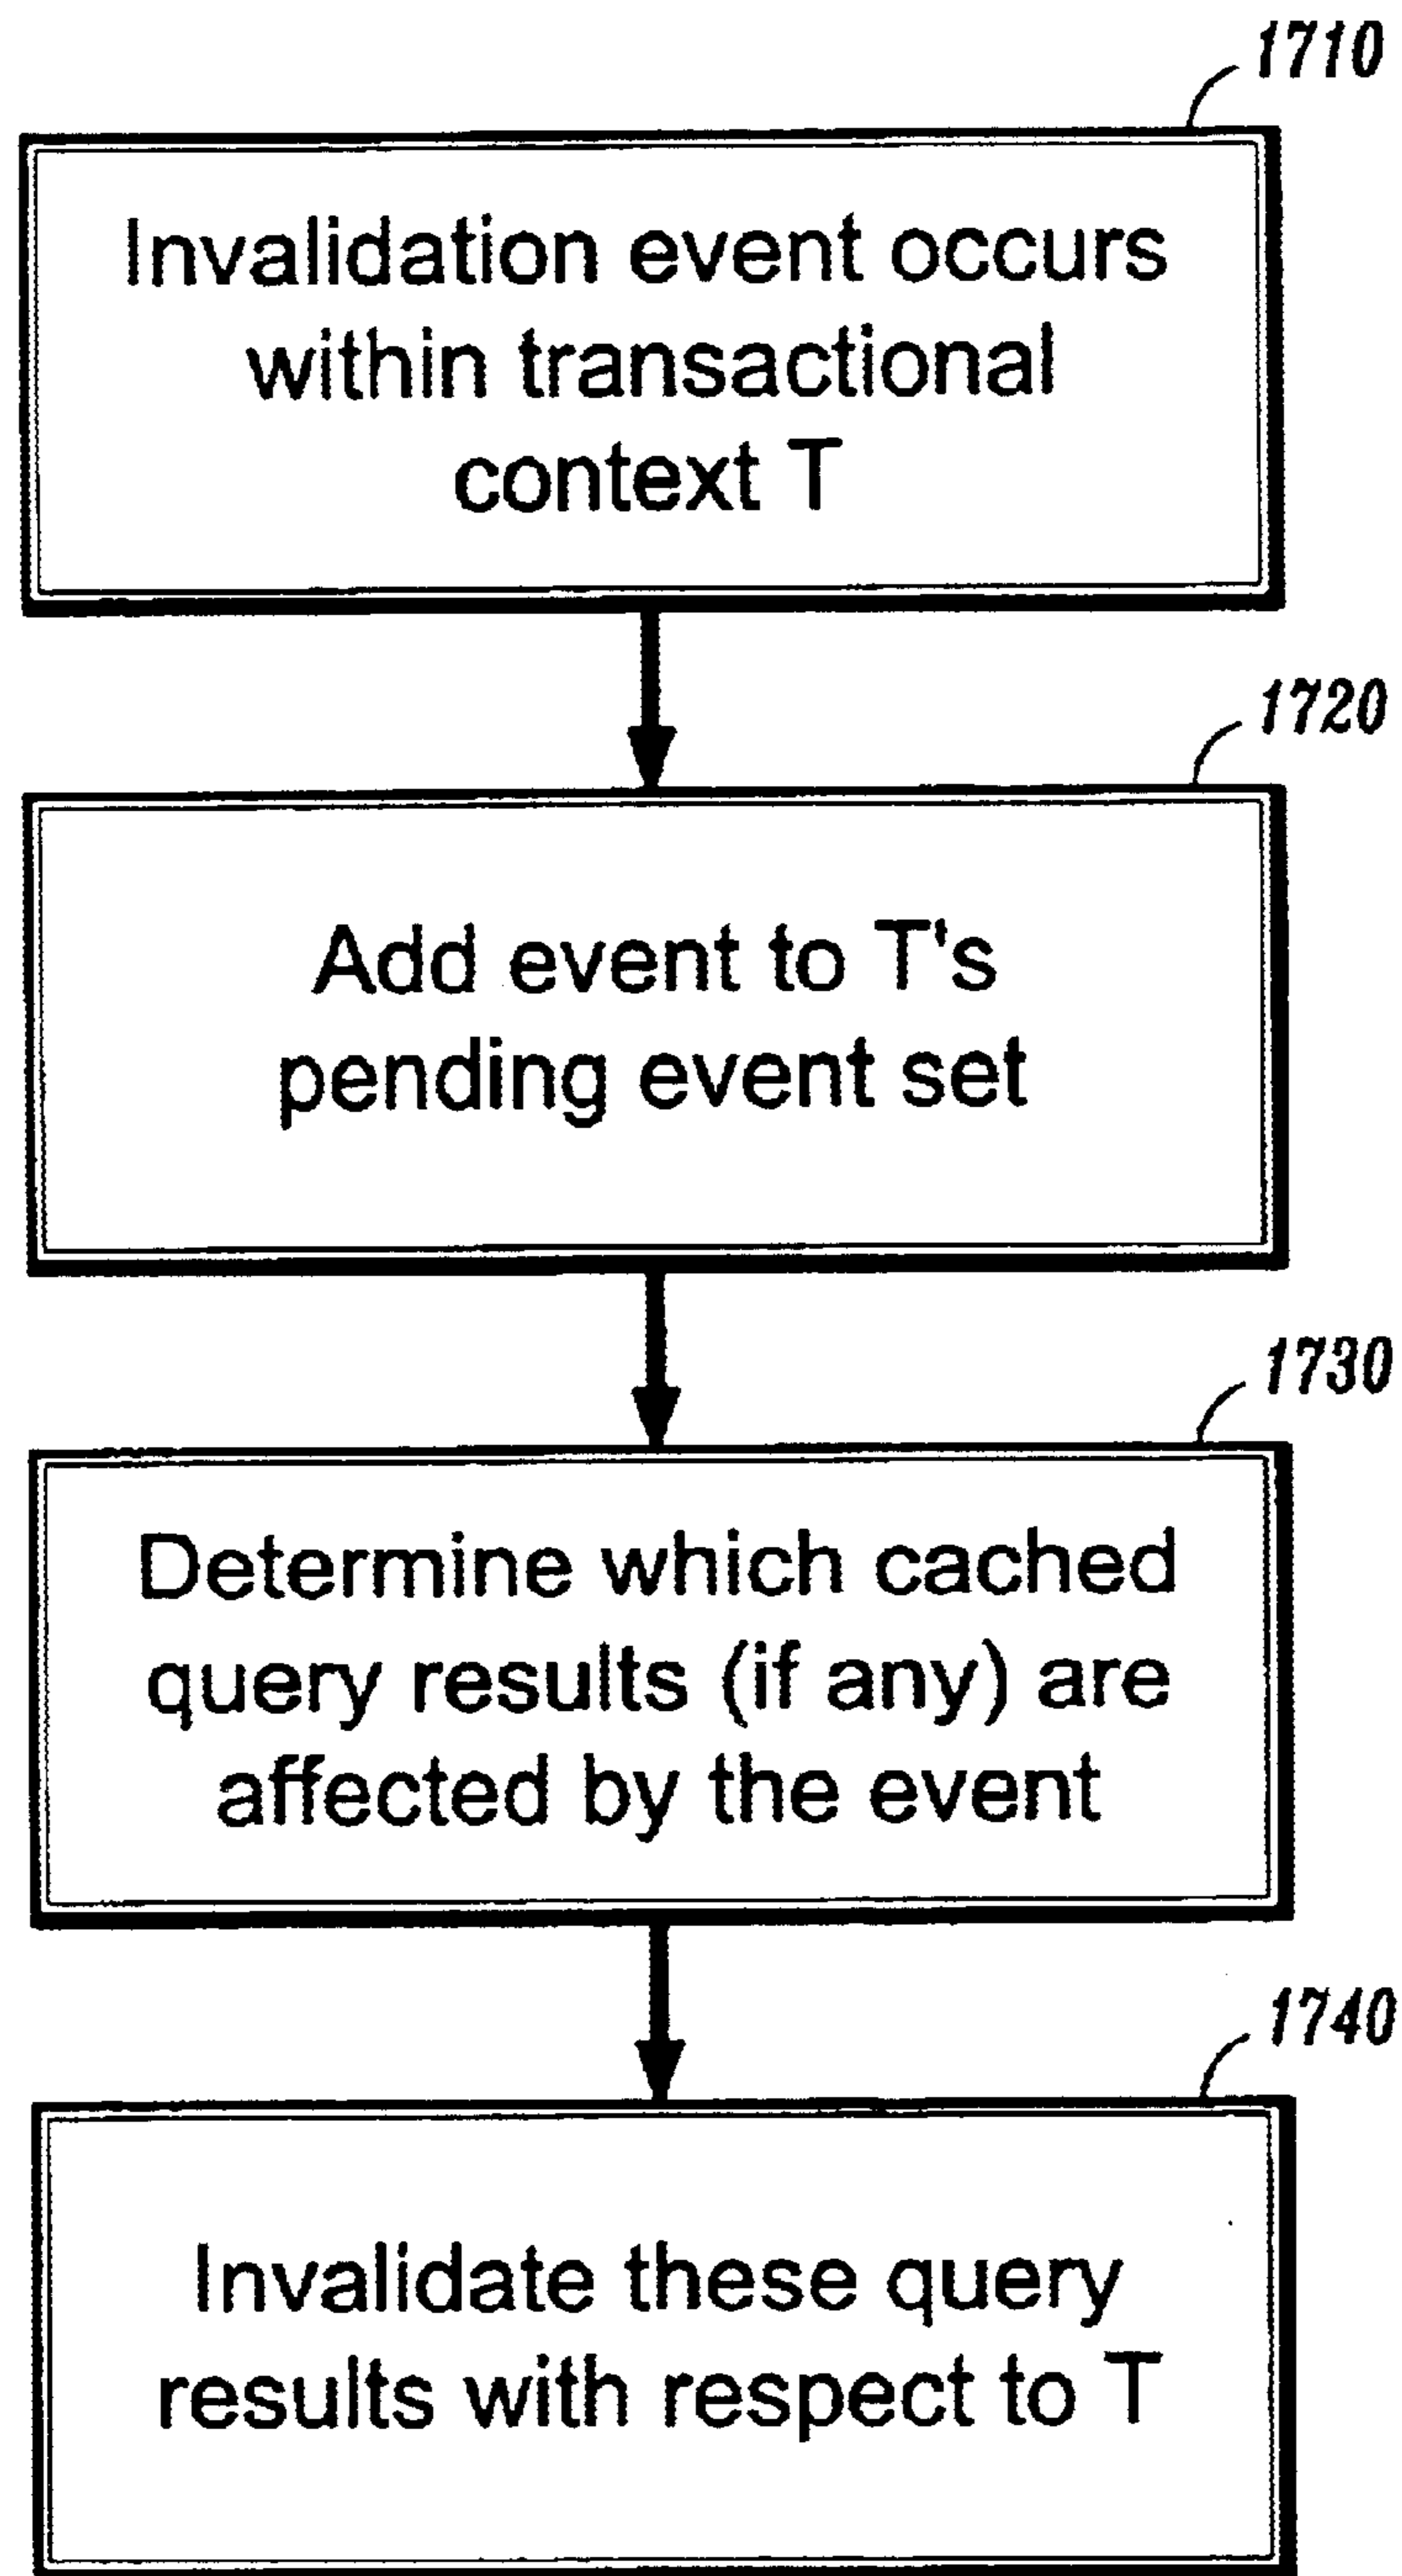 1710
Invalidation event occurs
within transactional
context T
1720
Add event to T's
pending event set
1730
Determine which cached
query results (if any) are
affected by the event
1740
Invalidate these query
results with respect to T